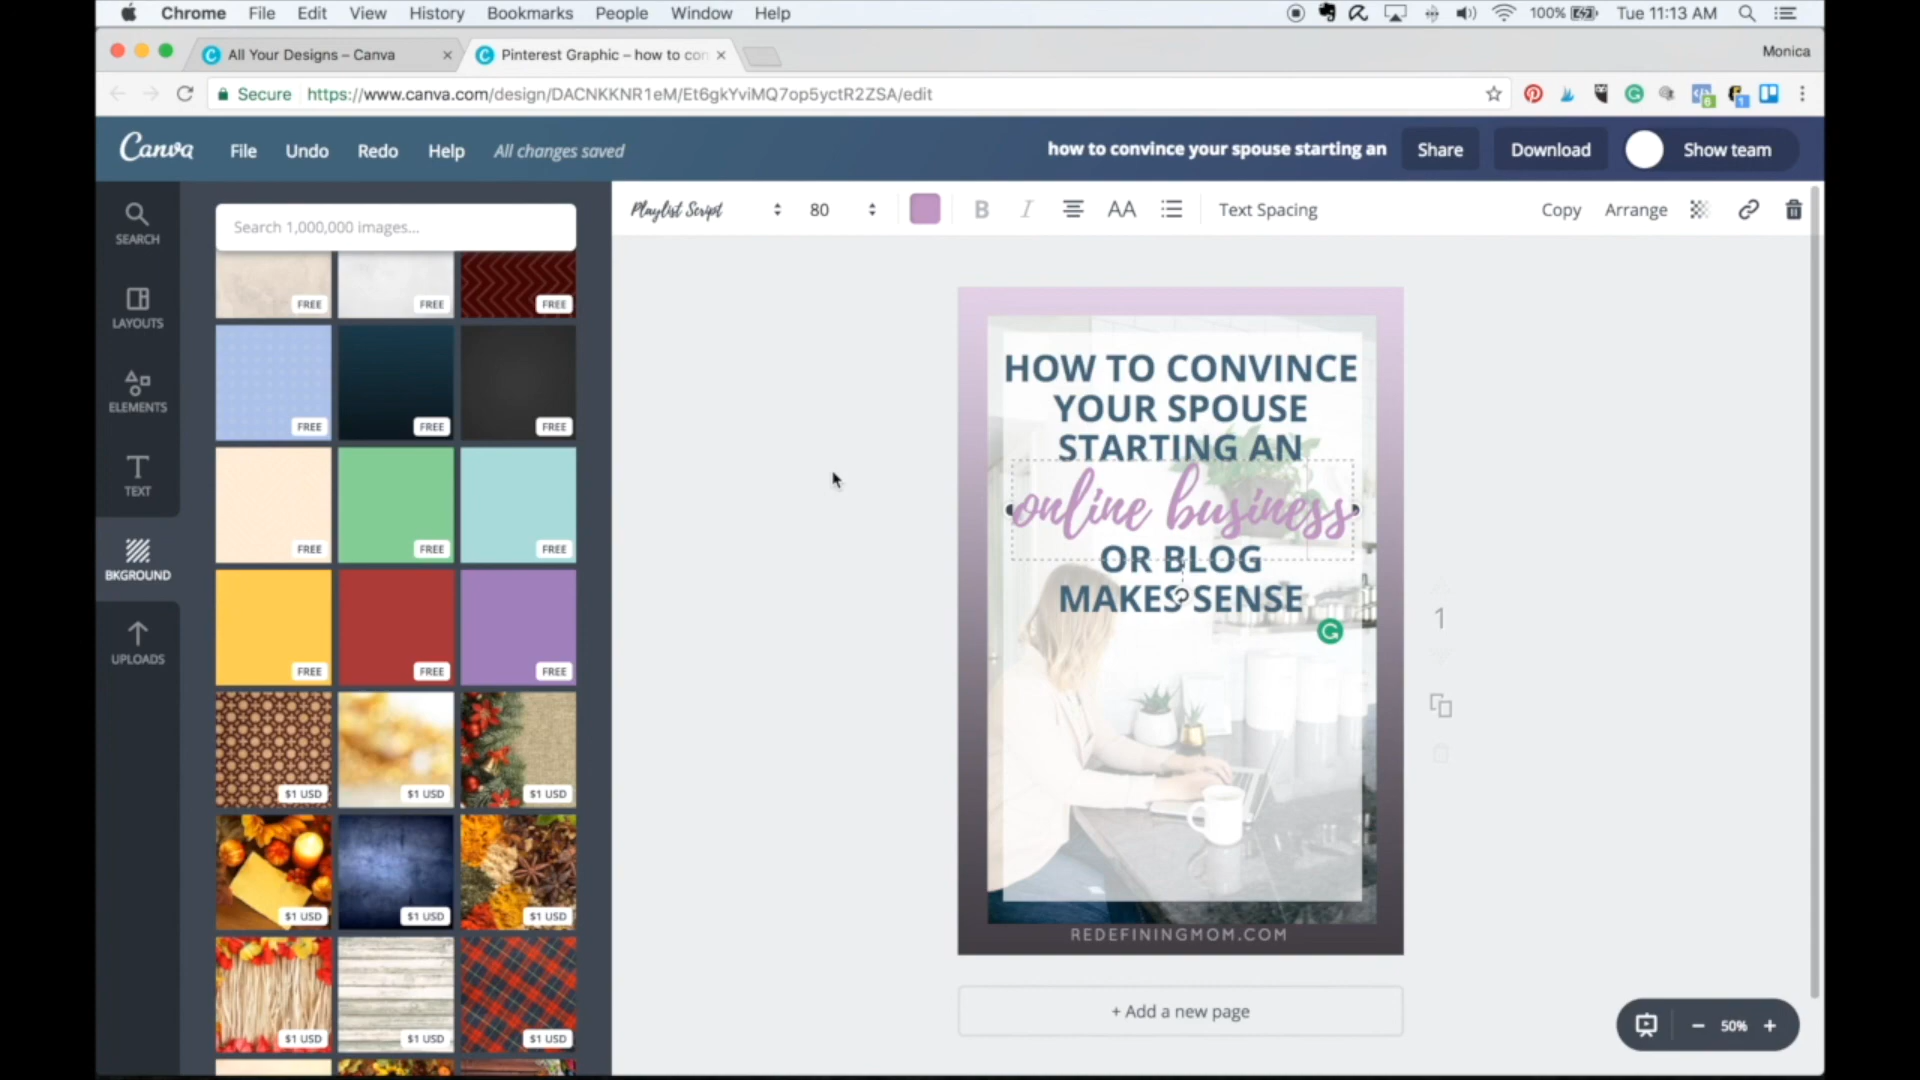 Chrome File Edit View History Bookmarks People Window Help
100% Tue 11:13 AM
All Your Designs – Canva
Pinterest Graphic – how to con
Monica
Secure https://www.canva.com/design/DACNKKNR1eM/Et6gkYviMQ7op5yctR2ZSA/edit
6
1
Canva File Undo Redo Help All changes saved
how to convince your spouse starting an Share Download Show team
SEARCH
LAYOUTS
ELEMENTS
TEXT
BKGROUND
UPLOADS
Search 1,000,000 images...
FREE FREE FREE
FREE FREE FREE
FREE FREE FREE
FREE FREE FREE
$1 USD $1 USD $1 USD
$1 USD $1 USD $1 USD
$1 USD $1 USD $1 USD
Playlist Script 80 B I AA Text Spacing Copy Arrange
HOW TO CONVINCE
YOUR SPOUSE
STARTING AN
online business
OR BLOG
MAKES SENSE
REDEFININGMOM.COM
1
+ Add a new page
− 50% +